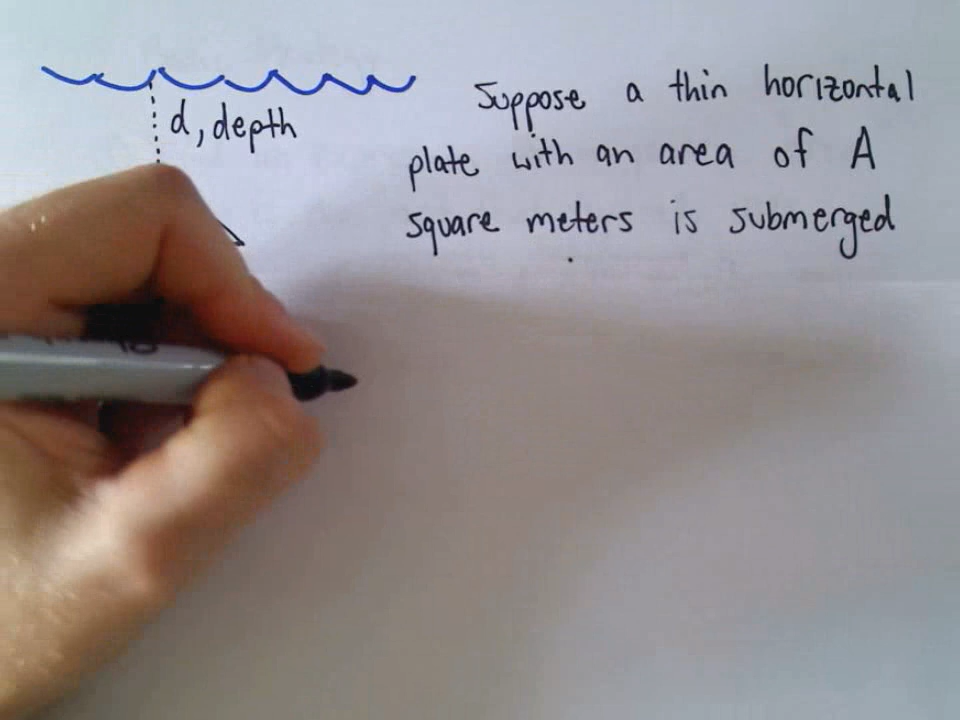 d, depth
Suppose a thin horizontal
plate with an area of A
square meters is submerged